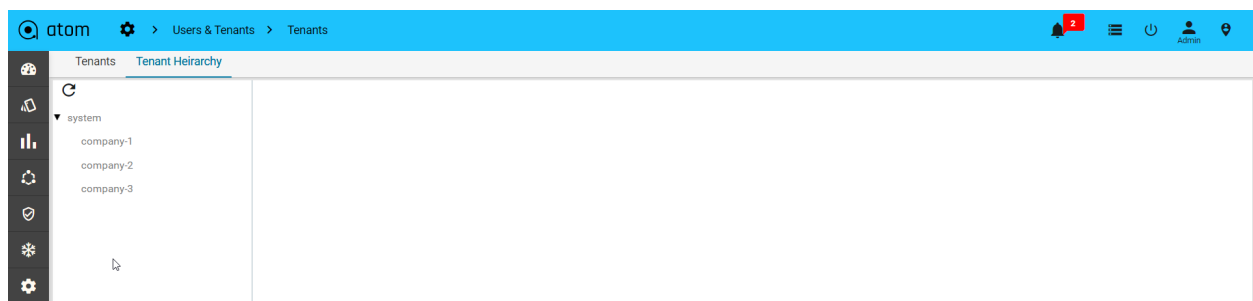 atom > Users & Tenants > Tenants 2 Admin
Tenants Tenant Heirarchy
system
company-1
company-2
company-3